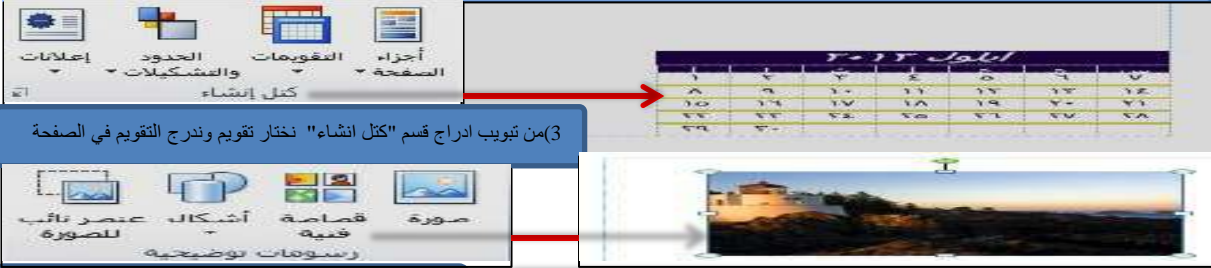 أجزاء الصفحة
التقويمات
الحدود والتشكيلات
إعلانات
كتل إنشاء
ايلول ٢٠١٣
١ ٢ ٣ ٤ ٥ ٦ ٧
٨ ٩ ١٠ ١١ ١٢ ١٣ ١٤
١٥ ١٦ ١٧ ١٨ ١٩ ٢٠ ٢١
٢٢ ٢٣ ٢٤ ٢٥ ٢٦ ٢٧ ٢٨
٢٩ ٣٠
3)من تبويب ادراج قسم "كتل انشاء" نختار تقويم وندرج التقويم في الصفحة
صورة
قصاصة فنية
أشكال
عنصر نائب للصورة
رسومات توضيحية